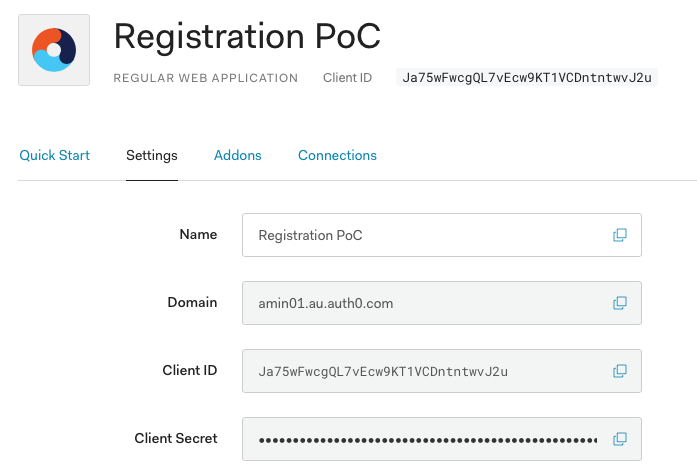 Registration PoC
REGULAR WEB APPLICATION Client ID Ja75wFwcgQL7vEcw9KT1VCDntntwvJ2u
Quick Start Settings Addons Connections
Name Registration PoC
Domain amin01.au.auth0.com
Client ID Ja75wFwcgQL7vEcw9KT1VCDntntwvJ2u
Client Secret